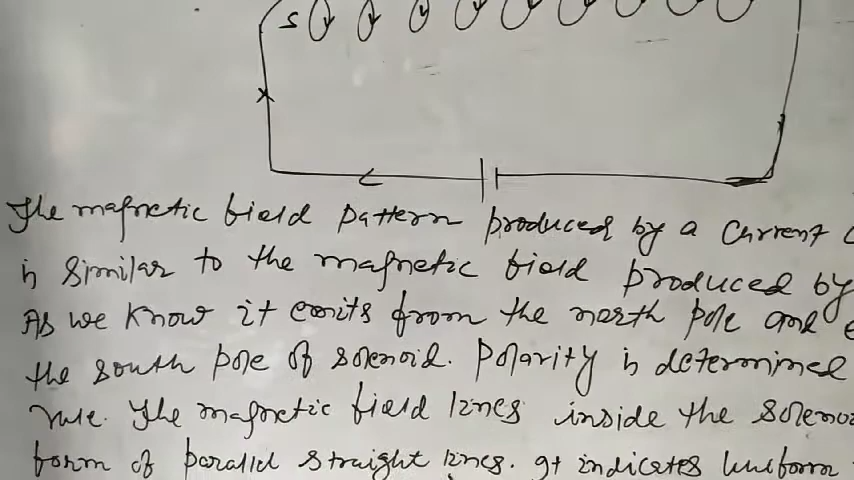 S
The magnetic field pattern produced by a current
is similar to the magnetic field produced by
As we know it emits from the north pole and
the south pole of solenoid. Polarity is determined
rule. The magnetic field lines inside the soleno
form of parallel straight lines. It indicates uniform